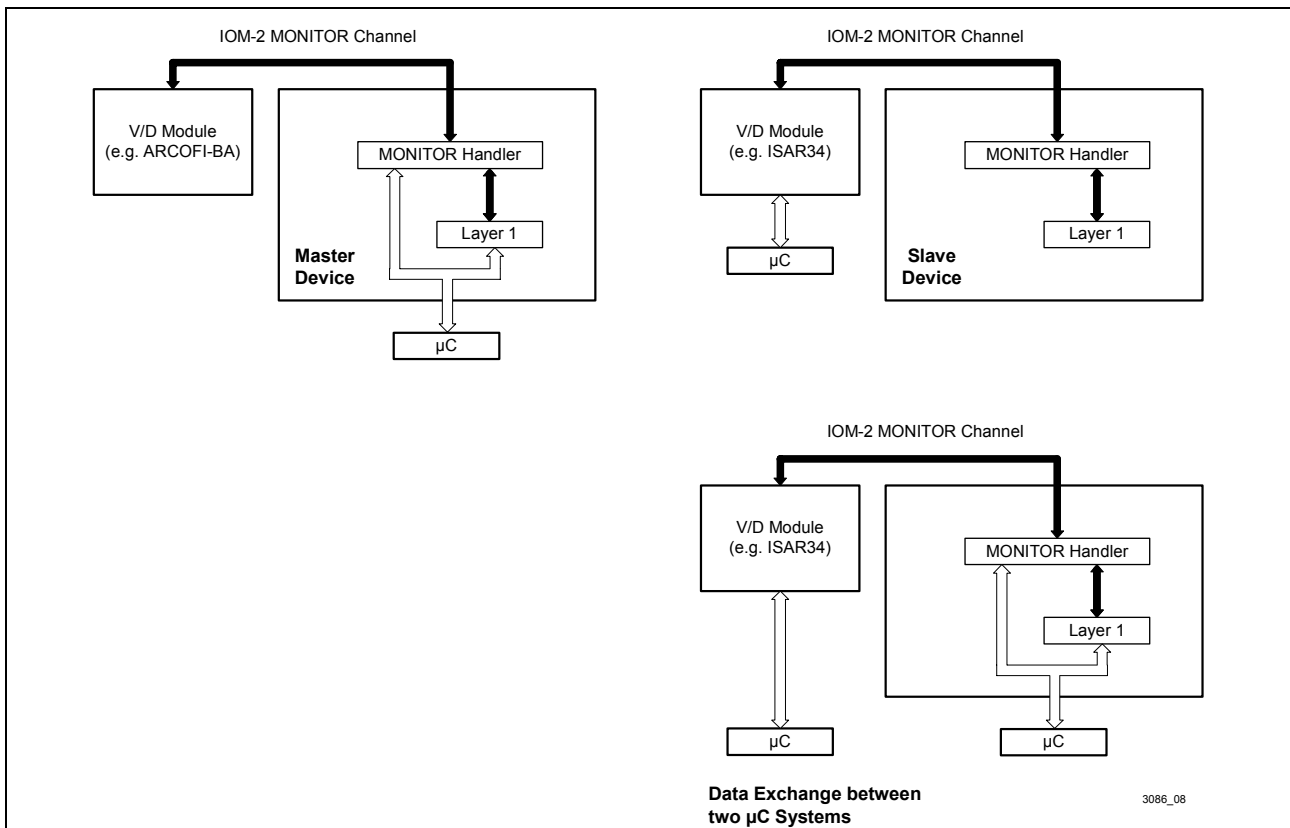 IOM-2 MONITOR Channel
V/D Module
(e.g. ARCOFI-BA)
MONITOR Handler
Layer 1
Master
Device
µC
IOM-2 MONITOR Channel
V/D Module
(e.g. ISAR34)
µC
MONITOR Handler
Layer 1
Slave
Device
IOM-2 MONITOR Channel
V/D Module
(e.g. ISAR34)
MONITOR Handler
Layer 1
µC
µC
Data Exchange between
two µC Systems
3086_08